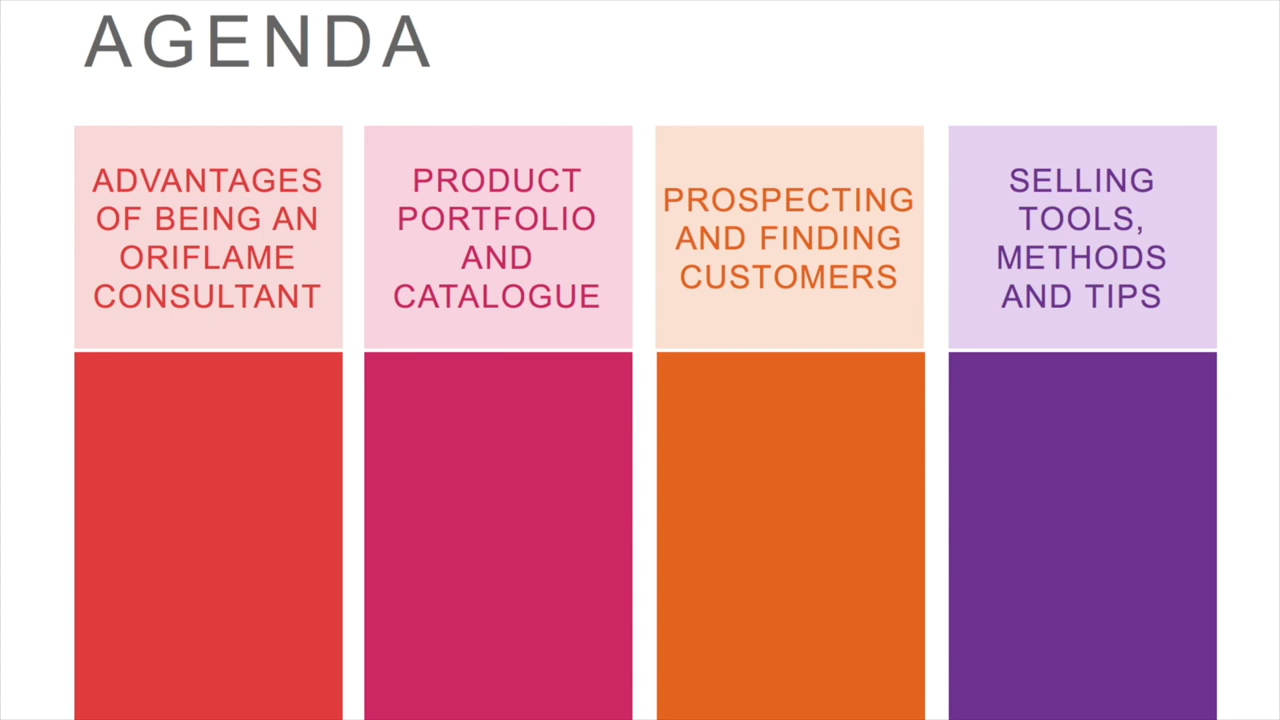 AGENDA
ADVANTAGES
OF BEING AN
ORIFLAME
CONSULTANT
PRODUCT
PORTFOLIO
AND
CATALOGUE
PROSPECTING
AND FINDING
CUSTOMERS
SELLING
TOOLS,
METHODS
AND TIPS